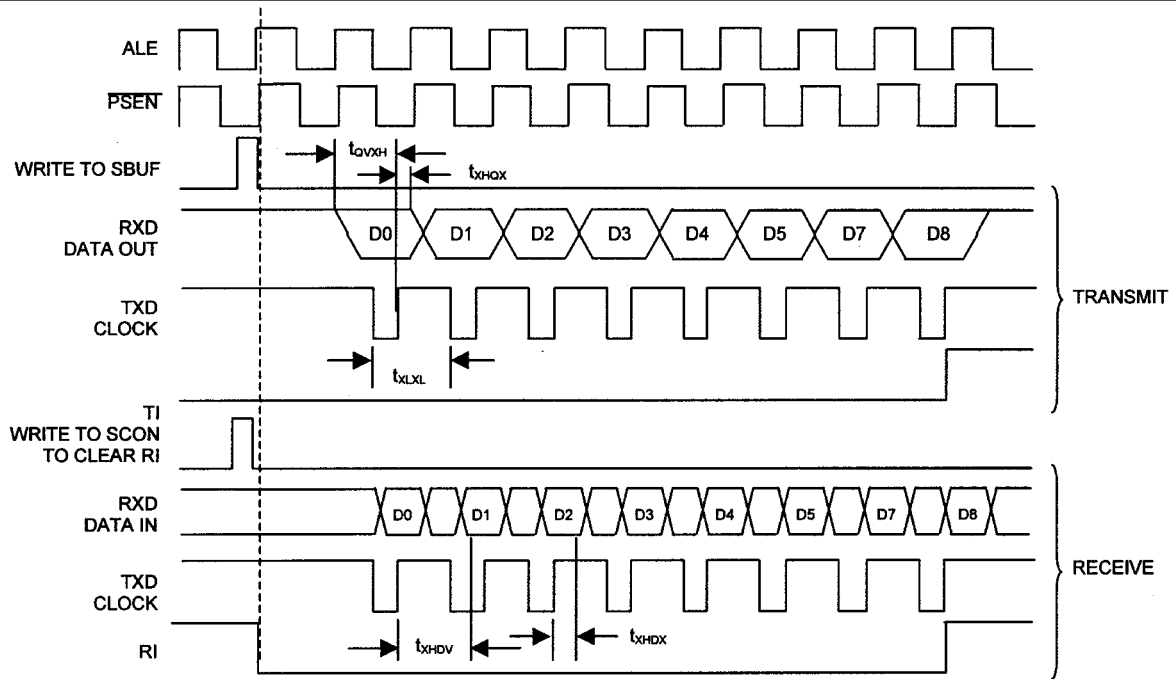 ALE
PSEN
WRITE TO SBUF
tQVXH
tXHQX
RXD
DATA OUT
D0 D1 D2 D3 D4 D5 D7 D8
TXD
CLOCK
TRANSMIT
tXLXL
TI
WRITE TO SCON
TO CLEAR RI
RXD
DATA IN
D0 D1 D2 D3 D4 D5 D7 D8
TXD
CLOCK
RECEIVE
RI
tXHDV
tXHDX